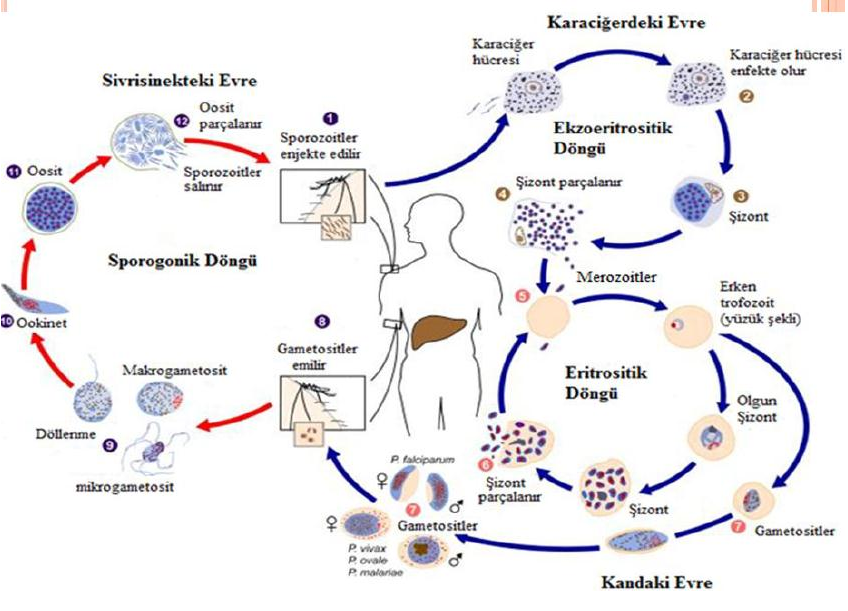 Karaciğerdeki Evre
Karaciğer
hücresi
Karaciğer hücresi
enfekte olur
2
Sivrisinekteki Evre
12
Oosit
parçalanır
1
Sporozoitler
enjekte edilir
Ekzoeritrositik
Döngü
11 Oosit
Sporozoitler
salınır
4
Şizont parçalanır
3
Şizont
Sporogonik Döngü
Merozoitler
5
Erken
trofozoit
(yüzük şekli)
10 Ookinet
8
Gametositler
emilir
Makrogametosit
Eritrositik
Döngü
Olgun
Şizont
Döllenme
9
mikrogametosit
P. falciparum
♀
7
♂
6
Şizont
parçalanır
Şizont
♀
Gametositler
7
Gametositler
P. vivax
P. ovale
P. malariae
♂
Kandaki Evre